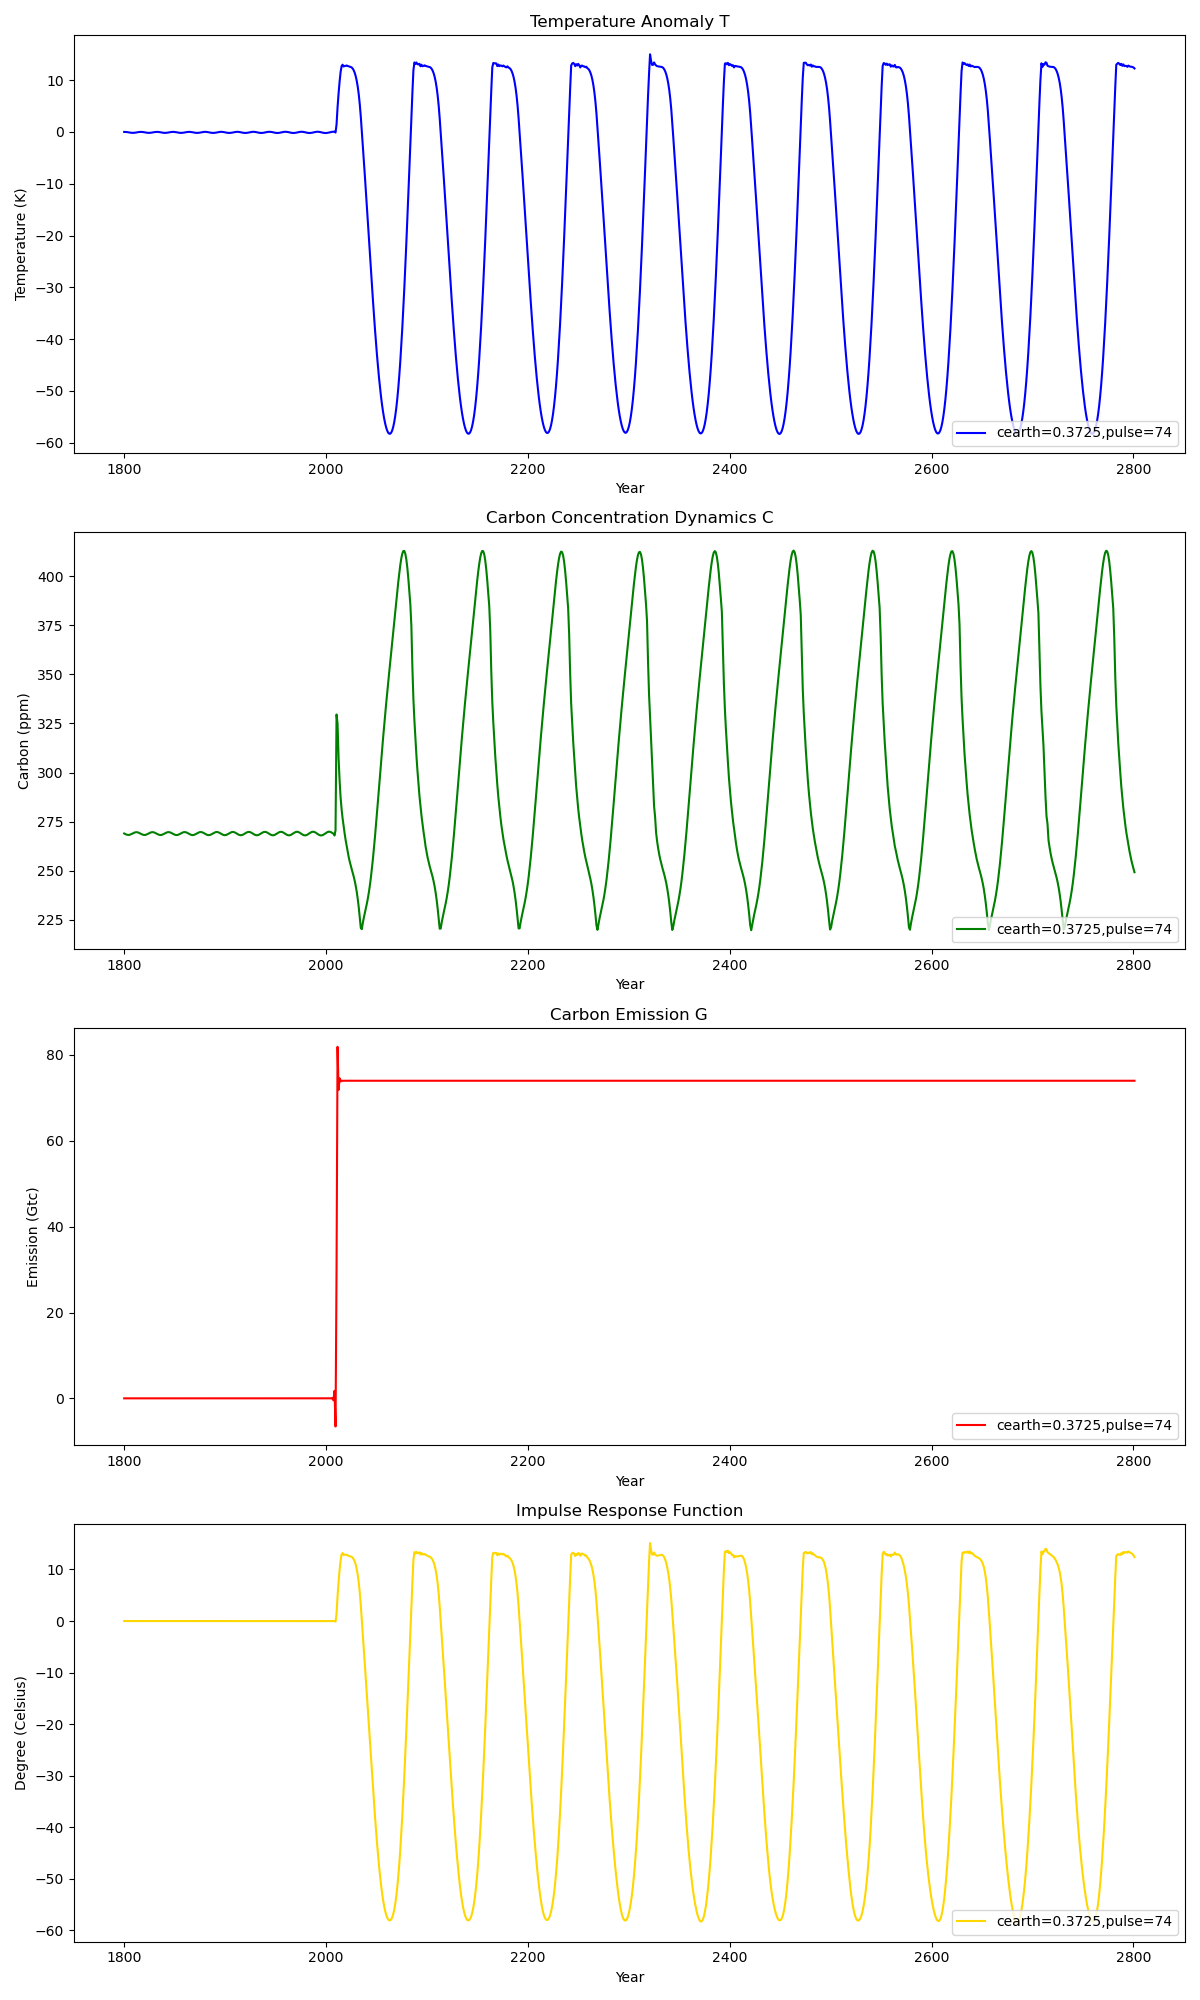 Temperature Anomaly T
10
0
−10
−20
−30
−40
−50
−60
Temperature (K)
cearth=0.3725,pulse=74
1800 2000 2200 2400 2600 2800
Year
Carbon Concentration Dynamics C
400
375
350
325
300
275
250
225
Carbon (ppm)
cearth=0.3725,pulse=74
1800 2000 2200 2400 2600 2800
Year
Carbon Emission G
80
60
40
20
0
Emission (Gtc)
cearth=0.3725,pulse=74
1800 2000 2200 2400 2600 2800
Year
Impulse Response Function
10
0
−10
−20
−30
−40
−50
−60
Degree (Celsius)
cearth=0.3725,pulse=74
1800 2000 2200 2400 2600 2800
Year